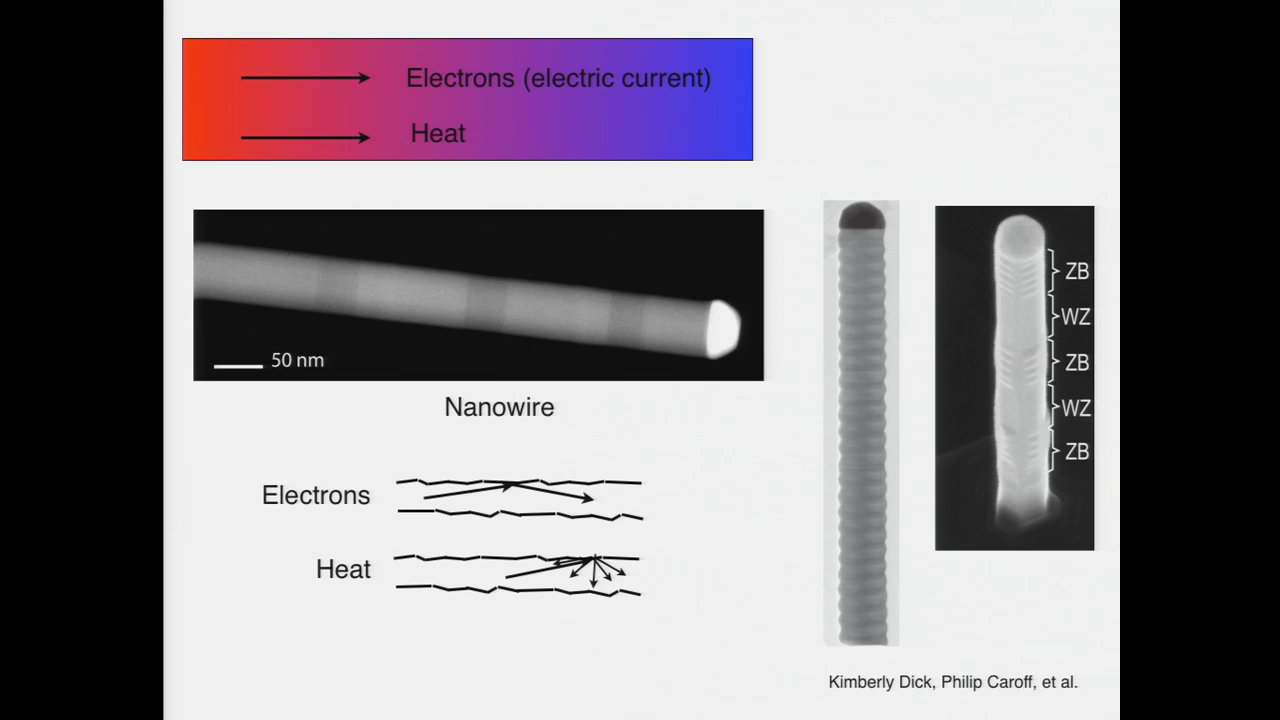 Electrons (electric current)
Heat
50 nm
Nanowire
Electrons
Heat
ZB
WZ
ZB
WZ
ZB
Kimberly Dick, Philip Caroff, et al.